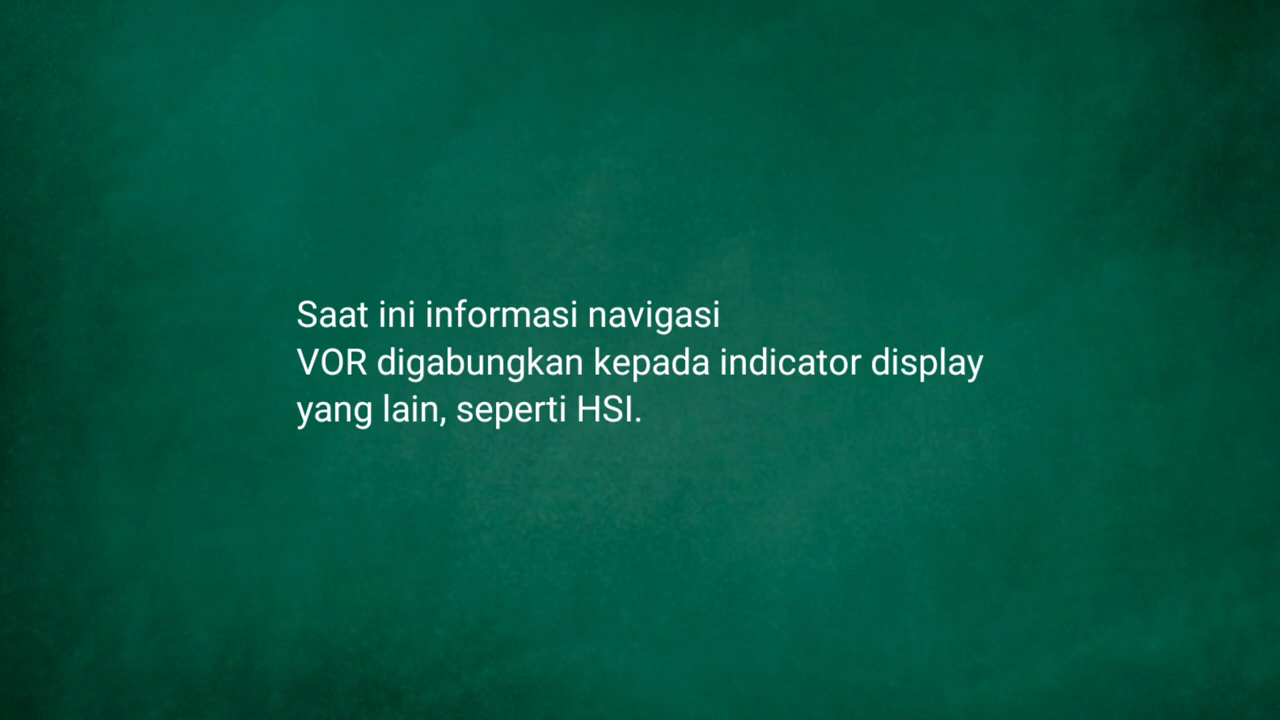 Saat ini informasi navigasi
VOR digabungkan kepada indicator display
yang lain, seperti HSI.